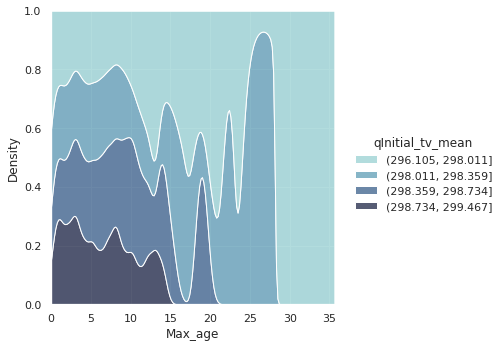 1.0
0.8
0.6
0.4
0.2
0.0
Density
0 5 10 15 20 25 30 35
Max_age
qInitial_tv_mean
(296.105, 298.011]
(298.011, 298.359]
(298.359, 298.734]
(298.734, 299.467]